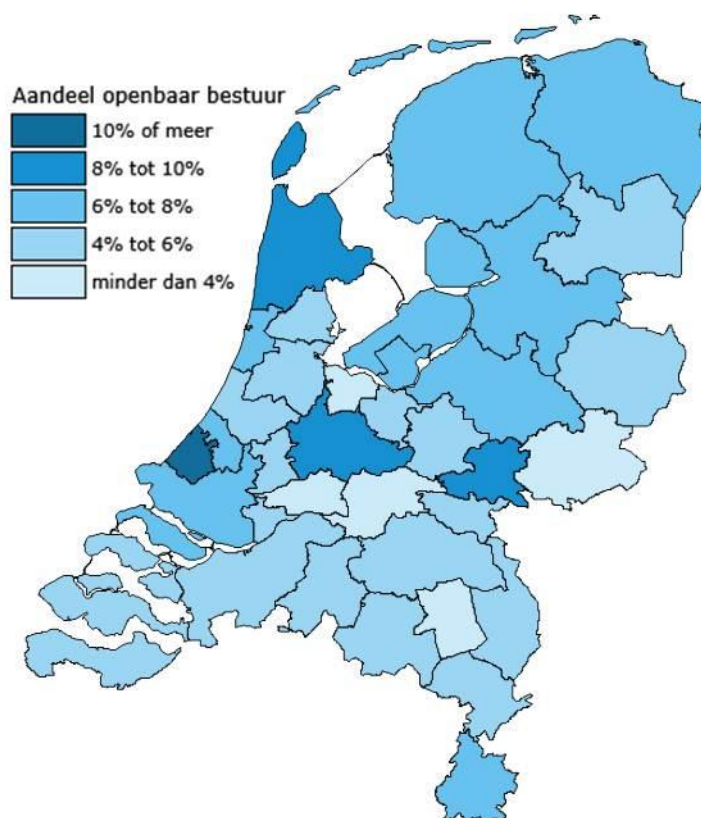 Aandeel openbaar bestuur
10% of meer
8% tot 10%
6% tot 8%
4% tot 6%
minder dan 4%